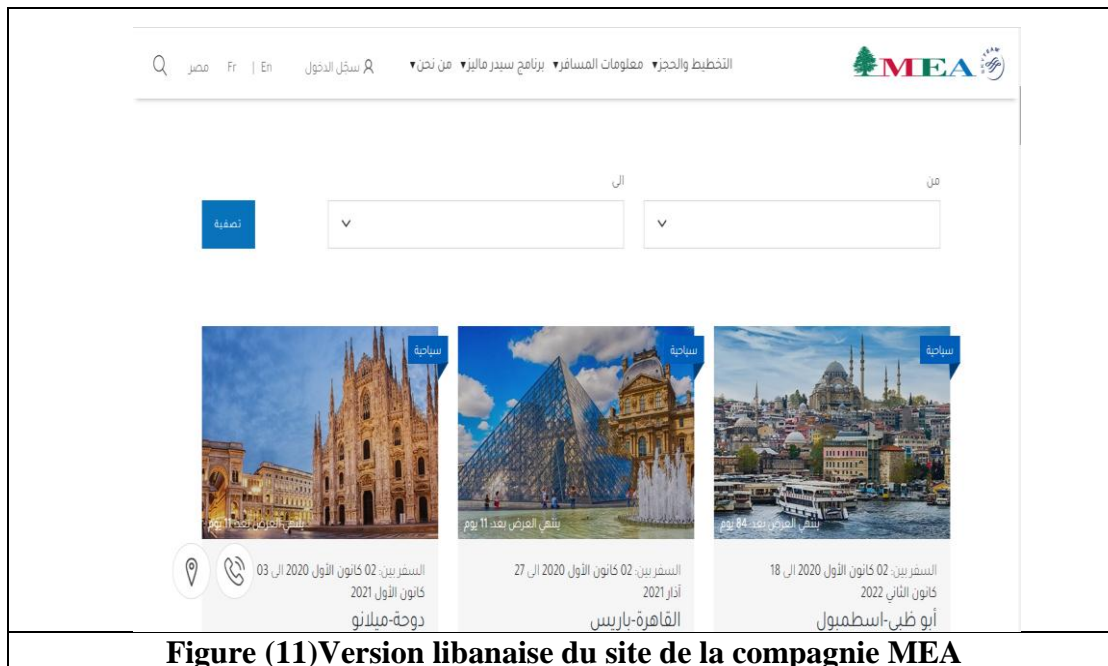 MEA
التخطيط والحجز▾ معلومات المسافر▾ برنامج سيدر مايلز▾ من نحن▾ سجّل الدخول Fr | En مصر
من الى
تصفية
سياحية سياحية سياحية
ينتهي العرض بعد: 84 يوم ينتهي العرض بعد: 11 يوم ينتهي العرض بعد: 11 يوم
السفر بين: 02 كانون الأول 2020 الى 18
كانون الثاني 2022
أبو ظبي-اسطمبول
السفر بين: 02 كانون الأول 2020 الى 27
آذار 2021
القاهرة-باريس
السفر بين: 02 كانون الأول 2020 الى 03
كانون الأول 2021
دوحة-ميلانو
Figure (11)Version libanaise du site de la compagnie MEA